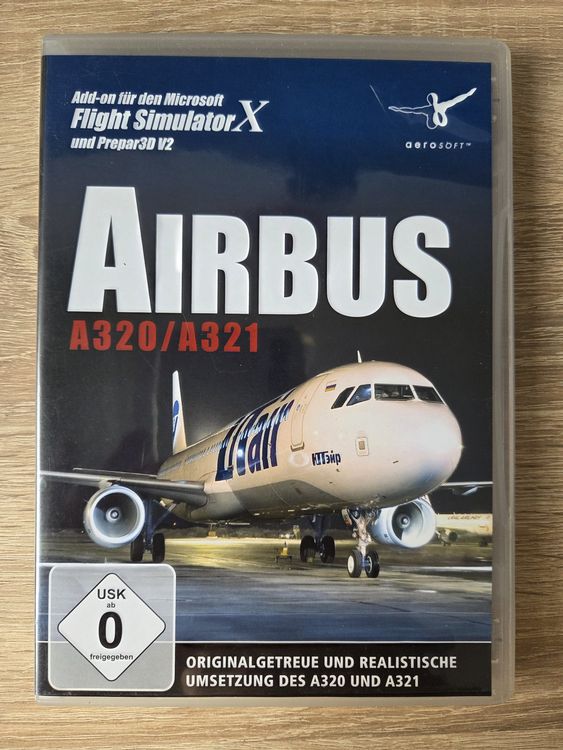 Add-on für den Microsoft
Flight Simulator X
und Prepar3D V2
aerosoft™
AIRBUS
A320/A321
UTair
ЮТэйр
USK
ab
0
freigegeben
ORIGINALGETREUE UND REALISTISCHE
UMSETZUNG DES A320 UND A321